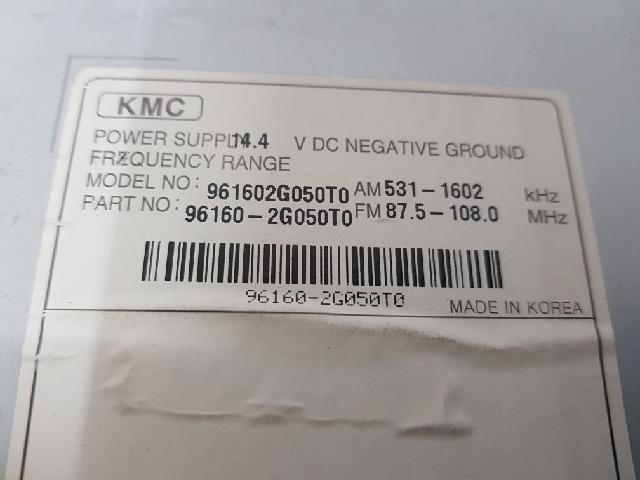 KMC
POWER SUPPLY 14.4 V DC NEGATIVE GROUND
FREQUENCY RANGE
MODEL NO: 961602G050T0 AM 531-1602 kHz
PART NO: 96160-2G050T0 FM 87.5-108.0 MHz
96160-2G050T0
MADE IN KOREA